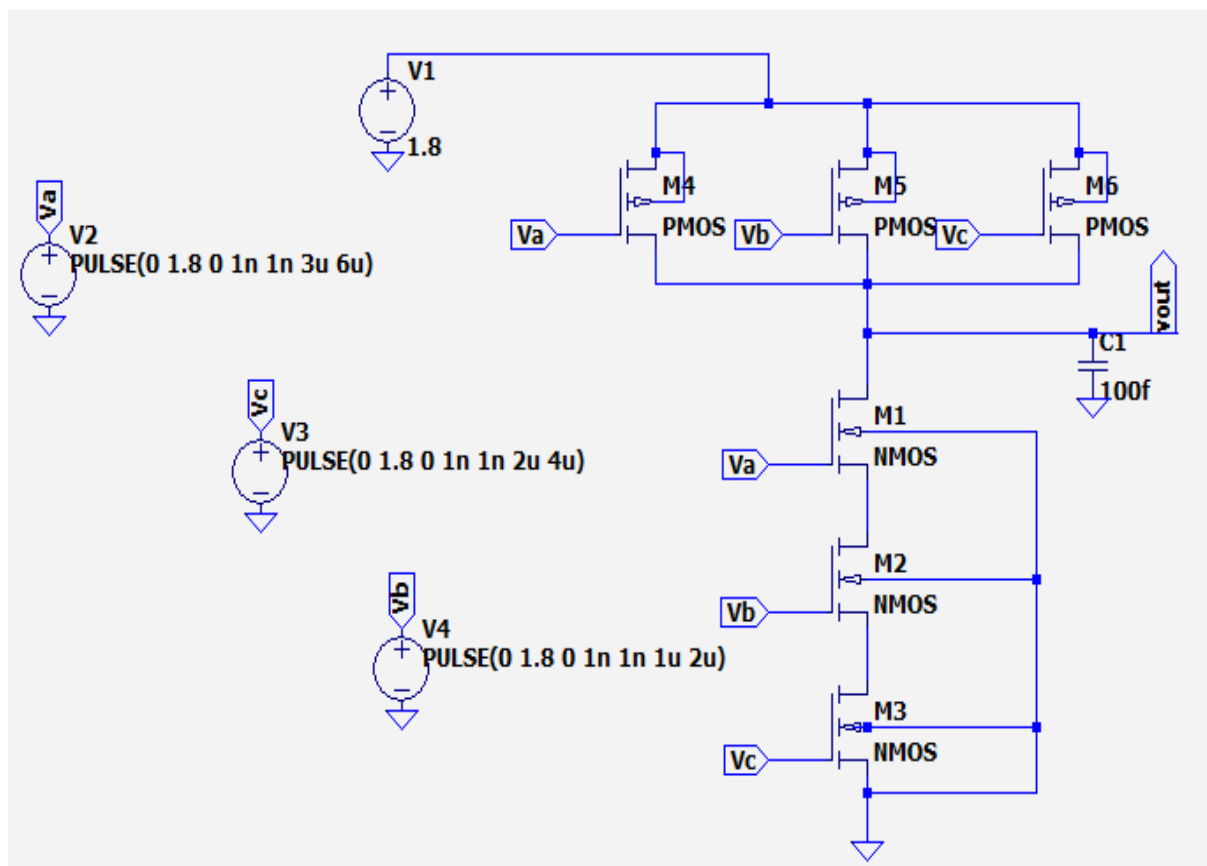 V1
1.8
M4
PMOS
M5
PMOS
M6
PMOS
Va
Vb
Vc
Va
V2
PULSE(0 1.8 0 1n 1n 3u 6u)
vout
C1
100f
Vc
V3
PULSE(0 1.8 0 1n 1n 2u 4u)
M1
NMOS
Va
M2
NMOS
Vb
Vb
V4
PULSE(0 1.8 0 1n 1n 1u 2u)
M3
NMOS
Vc